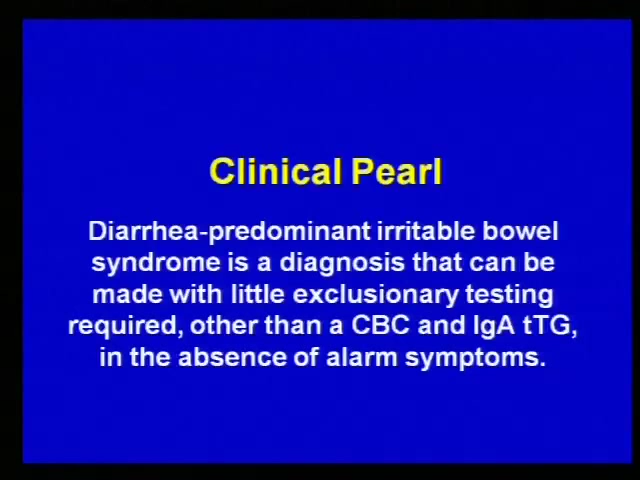 Clinical Pearl
Diarrhea-predominant irritable bowel
syndrome is a diagnosis that can be
made with little exclusionary testing
required, other than a CBC and IgA tTG,
in the absence of alarm symptoms.